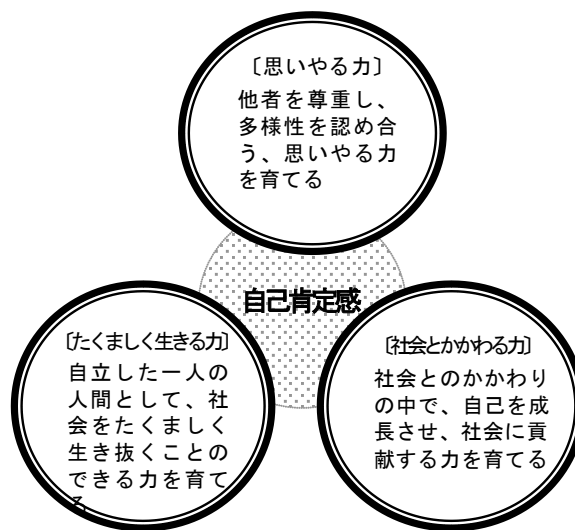 〔思いやる力〕
他者を尊重し、
多様性を認め合
う、思いやる力
を育てる
自己肯定感
〔たくましく生きる力〕
自立した一人の
人間として、社
会をたくましく
生き抜くことの
できる力を育て
る
〔社会とかかわる力〕
社会とのかかわり
の中で、自己を成
長させ、社会に貢
献する力を育てる